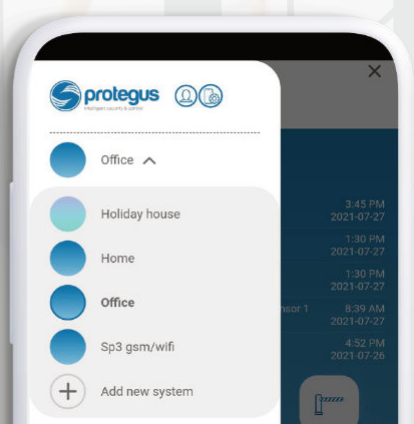 protegus
intelligent security & control
Office
Holiday house
Home
Office
Sp3 gsm/wifi
Add new system
3:45 PM
2021-07-27
1:30 PM
2021-07-27
1:30 PM
2021-07-27
nsor 1 8:39 AM
2021-07-27
4:52 PM
2021-07-26